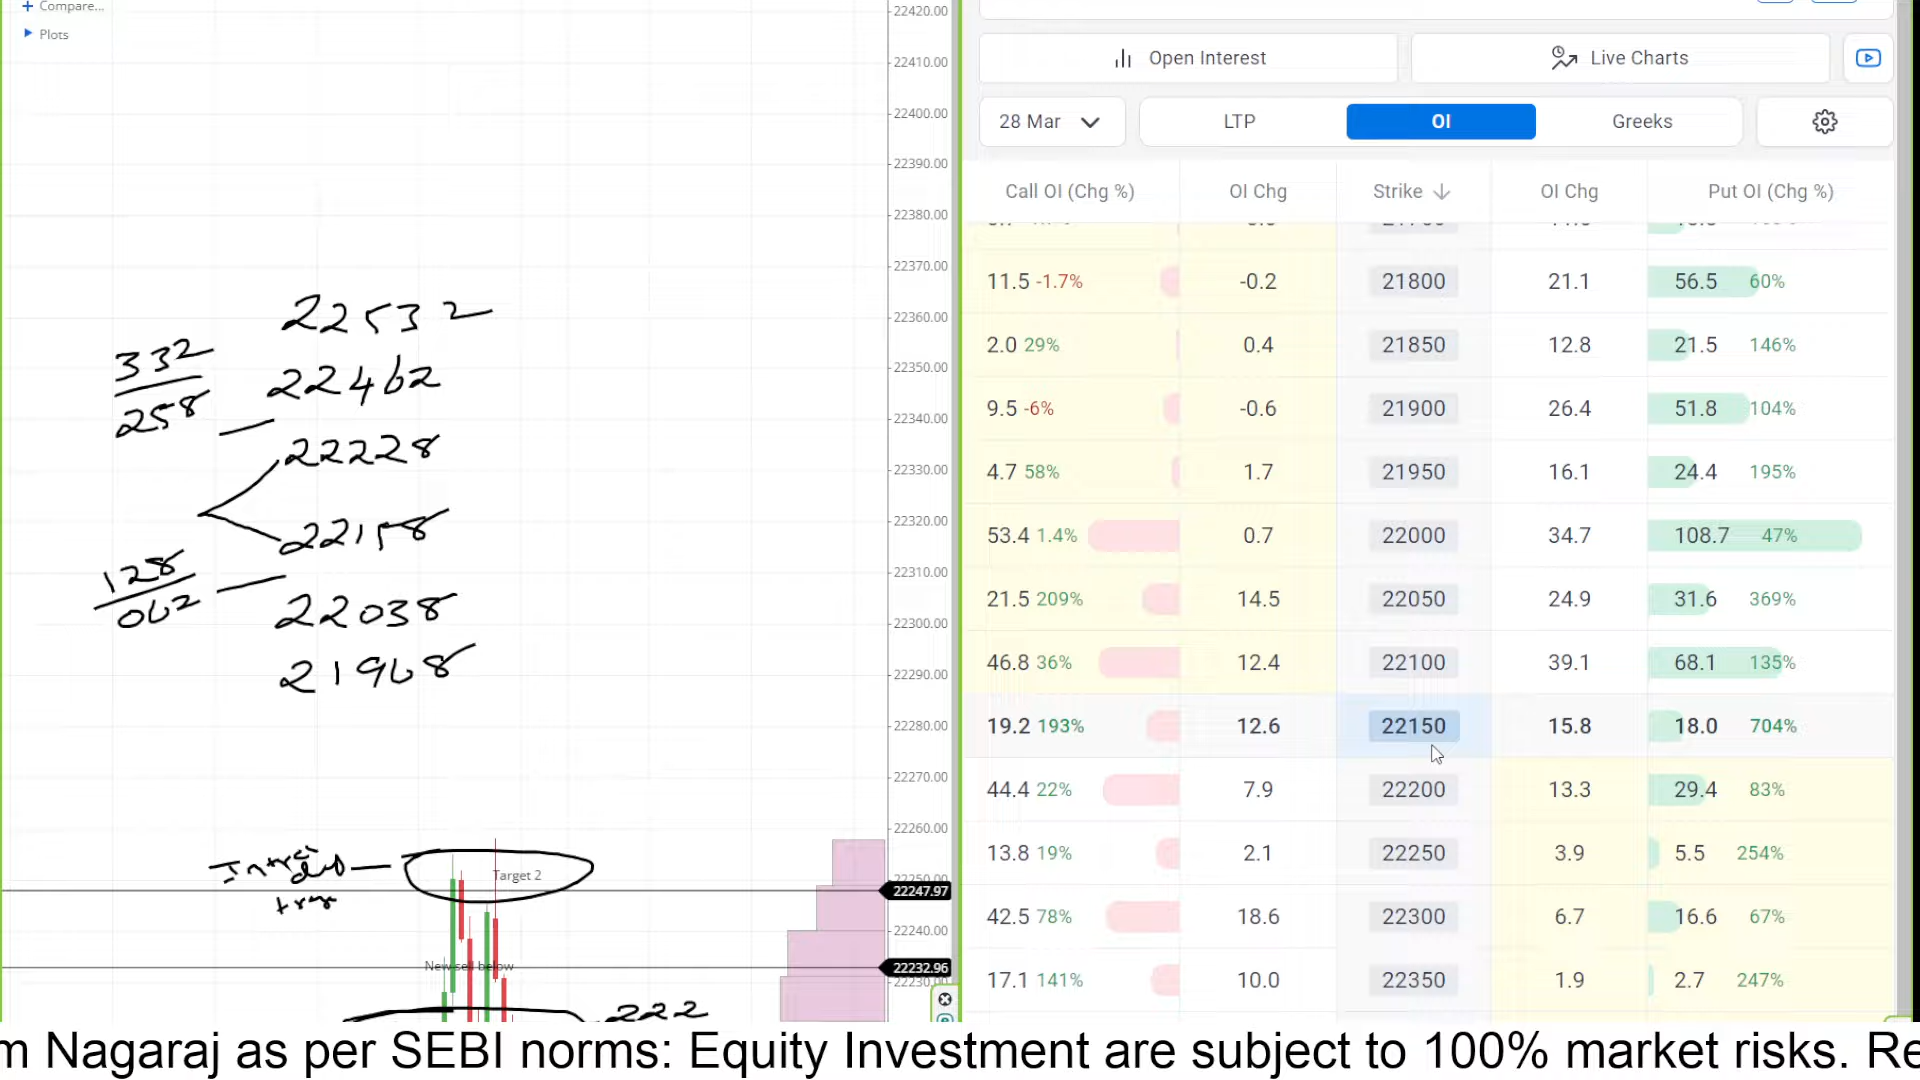 Compare...
Plots
22532
22462
332
258
22228
22158
128
062
22038
21968
Intra
Target 2
New sell below
222
22420.00
22410.00
22400.00
22390.00
22380.00
22370.00
22360.00
22350.00
22340.00
22330.00
22320.00
22310.00
22300.00
22290.00
22280.00
22270.00
22260.00
22250.00
22247.97
22240.00
22232.96
22230.00
Open Interest Live Charts
28 Mar LTP OI Greeks
Call OI (Chg %) OI Chg Strike ↓ OI Chg Put OI (Chg %)
11.5 -1.7% -0.2 21800 21.1 56.5 60%
2.0 29% 0.4 21850 12.8 21.5 146%
9.5 -6% -0.6 21900 26.4 51.8 104%
4.7 58% 1.7 21950 16.1 24.4 195%
53.4 1.4% 0.7 22000 34.7 108.7 47%
21.5 209% 14.5 22050 24.9 31.6 369%
46.8 36% 12.4 22100 39.1 68.1 135%
19.2 193% 12.6 22150 15.8 18.0 704%
44.4 22% 7.9 22200 13.3 29.4 83%
13.8 19% 2.1 22250 3.9 5.5 254%
42.5 78% 18.6 22300 6.7 16.6 67%
17.1 141% 10.0 22350 1.9 2.7 247%
m Nagaraj as per SEBI norms: Equity Investment are subject to 100% market risks. Re